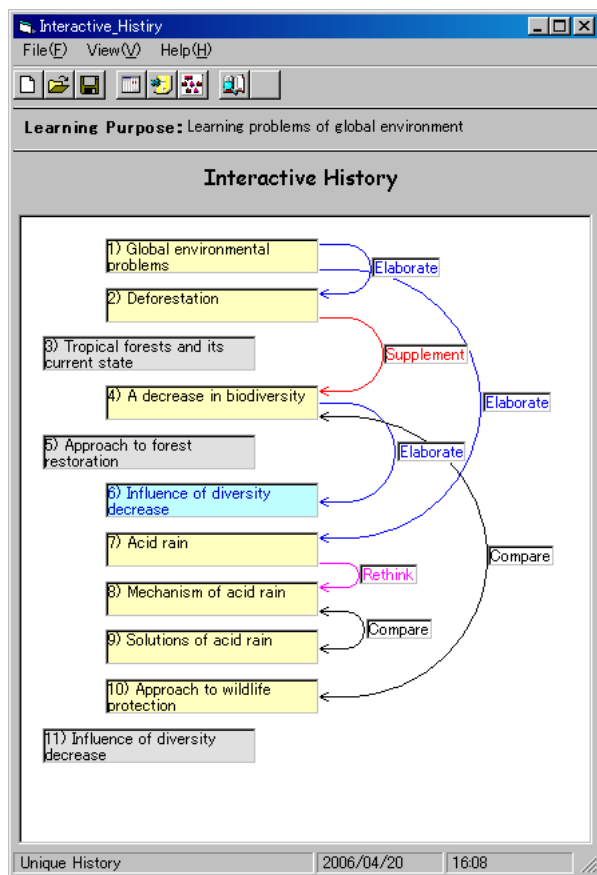 Interactive_Histiry
File(F) View(V) Help(H)
Learning Purpose: Learning problems of global environment
Interactive History
1) Global environmental
problems
Elaborate
2) Deforestation
3) Tropical forests and its
current state
Supplement
4) A decrease in biodiversity
Elaborate
5) Approach to forest
restoration
Elaborate
6) Influence of diversity
decrease
7) Acid rain
Compare
Rethink
8) Mechanism of acid rain
9) Solutions of acid rain
Compare
10) Approach to wildlife
protection
11) Influence of diversity
decrease
Unique History 2006/04/20 16:08